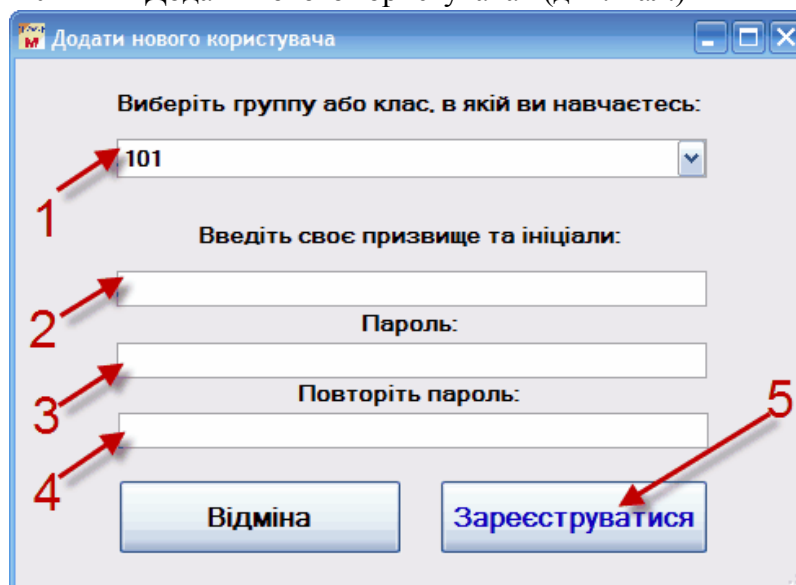 Додати нового користувача
Виберіть группу або клас, в якій ви навчаєтесь:
101
1
Введіть своє призвище та ініціали:
2
Пароль:
3
Повторіть пароль:
5
4
Відміна
Зареєструватися